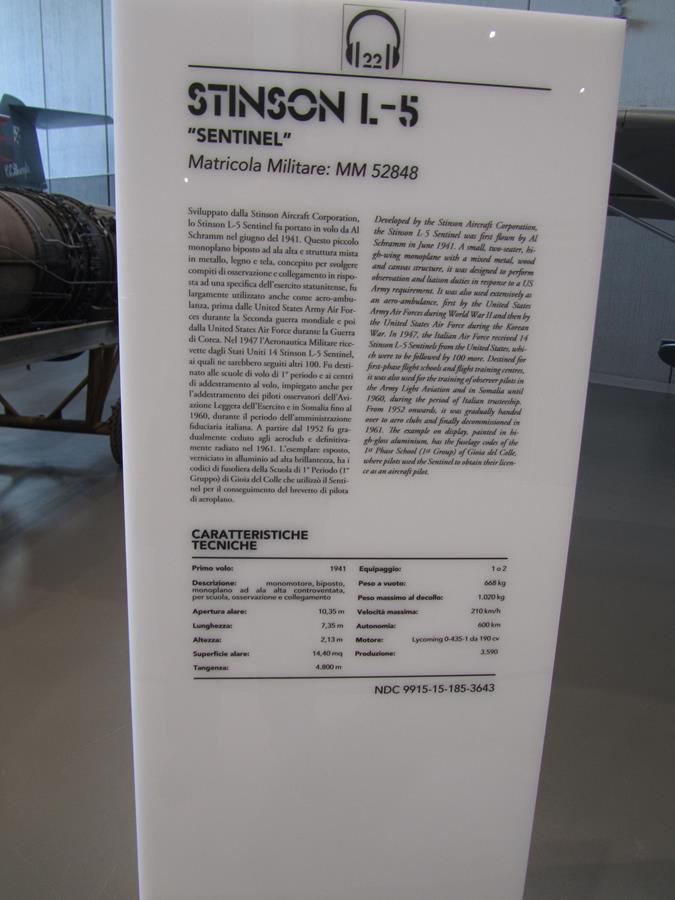 22
STINSON L-5
"SENTINEL"
Matricola Militare: MM 52848
Sviluppato dalla Stinson Aircraft Corporation,
lo Stinson L-5 Sentinel fu portato in volo da Al
Schramm nel giugno del 1941. Questo piccolo
monoplano biposto ad ala alta e struttura mista
in metallo, legno e tela, concepito per svolgere
compiti di osservazione e collegamento in rispo-
sta ad una specifica dell'esercito statunitense, fu
largamente utilizzato anche come aero-ambu-
lanza, prima dalle United States Army Air For-
ces durante la Seconda guerra mondiale e poi
dalla United States Air Force durante la Guerra
di Corea. Nel 1947 l'Aeronautica Militare rice-
vette dagli Stati Uniti 14 Stinson L-5 Sentinel,
ai quali ne sarebbero seguiti altri 100. Fu desti-
nato alle scuole di volo di 1° periodo e ai centri
di addestramento al volo, impiegato anche per
l'addestramento dei piloti osservatori dell'Avi-
azione Leggera dell'Esercito e in Somalia fino al
1960, durante il periodo dell'amministrazione
fiduciaria italiana. A partire dal 1952 fu gra-
dualmente ceduto agli aeroclub e definitiva-
mente radiato nel 1961. L'esemplare esposto,
verniciato in alluminio ad alta brillantezza, ha i
codici di fusoliera della Scuola di 1° Periodo (1°
Gruppo) di Gioia del Colle che utilizzò il Senti-
nel per il conseguimento del brevetto di pilota
di aeroplano.
Developed by the Stinson Aircraft Corporation,
the Stinson L-5 Sentinel was first flown by Al
Schramm in June 1941. A small, two-seater, hi-
gh-wing monoplane with a mixed metal, wood
and canvas structure, it was designed to perform
observation and liaison duties in response to a US
Army requirement. It was also used extensively as
an aero-ambulance, first by the United States
Army Air Forces during World War II and then by
the United States Air Force during the Korean
War. In 1947, the Italian Air Force received 14
Stinson L-5 Sentinels from the United States, whi-
ch were to be followed by 100 more. Destined for
first-phase flight schools and flight training centres,
it was also used for the training of observer pilots in
the Army Light Aviation and in Somalia until
1960, during the period of Italian trusteeship.
From 1952 onwards, it was gradually handed
over to aero clubs and finally decommissioned in
1961. The example on display, painted in hi-
gh-gloss aluminium, has the fuselage codes of the
1st Phase School (1st Group) of Gioia del Colle,
where pilots used the Sentinel to obtain their licen-
ce as an aircraft pilot.
CARATTERISTICHE
TECNICHE
Primo volo: 1941
Descrizione: monomotore, biposto,
monoplano ad ala alta controventata,
per scuola, osservazione e collegamento
Apertura alare: 10,35 m
Lunghezza: 7,35 m
Altezza: 2,13 m
Superficie alare: 14,40 mq
Tangenza: 4.800 m
Equipaggio: 1 o 2
Peso a vuoto: 668 kg
Peso massimo al decollo: 1.020 kg
Velocità massima: 210 km/h
Autonomia: 600 km
Motore: Lycoming 0-435-1 da 190 cv
Produzione: 3.590
NDC 9915-15-185-3643